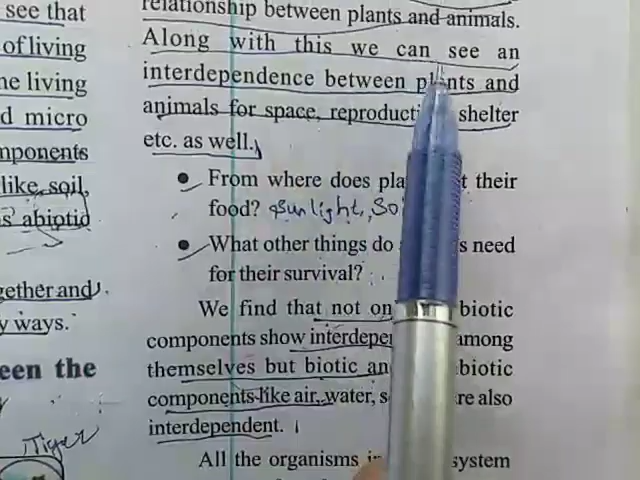 see that
of living
ne living
d micro
mponents
like, soil,
s abiotic
gether and
y ways.
een the
Tiger
relationship between plants and animals.
Along with this we can see an
interdependence between plants and
animals for space, reproducti shelter
etc. as well.
• From where does pla t their
food? sunlight, so
• What other things do s need
for their survival?
We find that not on biotic
components show interdepe among
themselves but biotic an biotic
components like air, water, s re also
interdependent.
All the organisms in system